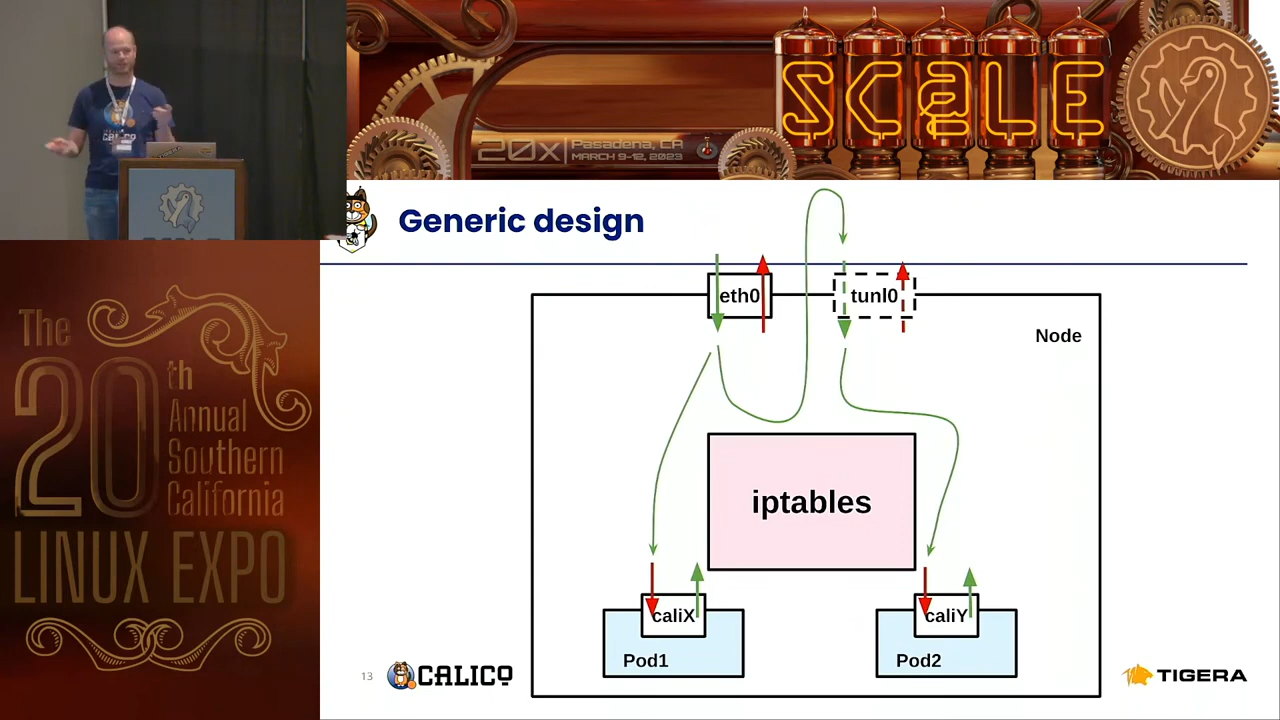 SCaLE
20x
Pasadena, CA
MARCH 9-12, 2023
CALICO
Generic design
eth0
tunl0
Node
iptables
caliX
caliY
Pod1
Pod2
13
CALICO
TIGERA
The
20th
Annual
Southern
California
LINUX EXPO